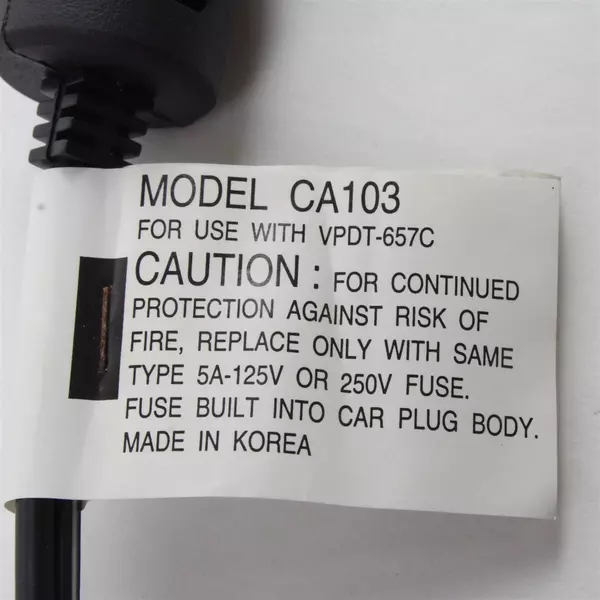 MODEL CA103
FOR USE WITH VPDT-657C
CAUTION : FOR CONTINUED
PROTECTION AGAINST RISK OF
FIRE, REPLACE ONLY WITH SAME
TYPE 5A-125V OR 250V FUSE.
FUSE BUILT INTO CAR PLUG BODY.
MADE IN KOREA